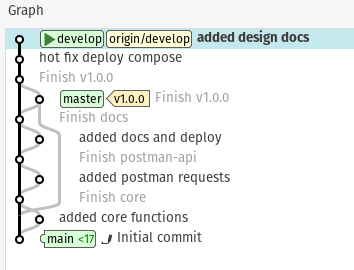 Graph
develop origin/develop added design docs
hot fix deploy compose
Finish v1.0.0
master v1.0.0 Finish v1.0.0
Finish docs
added docs and deploy
Finish postman-api
added postman requests
Finish core
added core functions
main <17 Initial commit